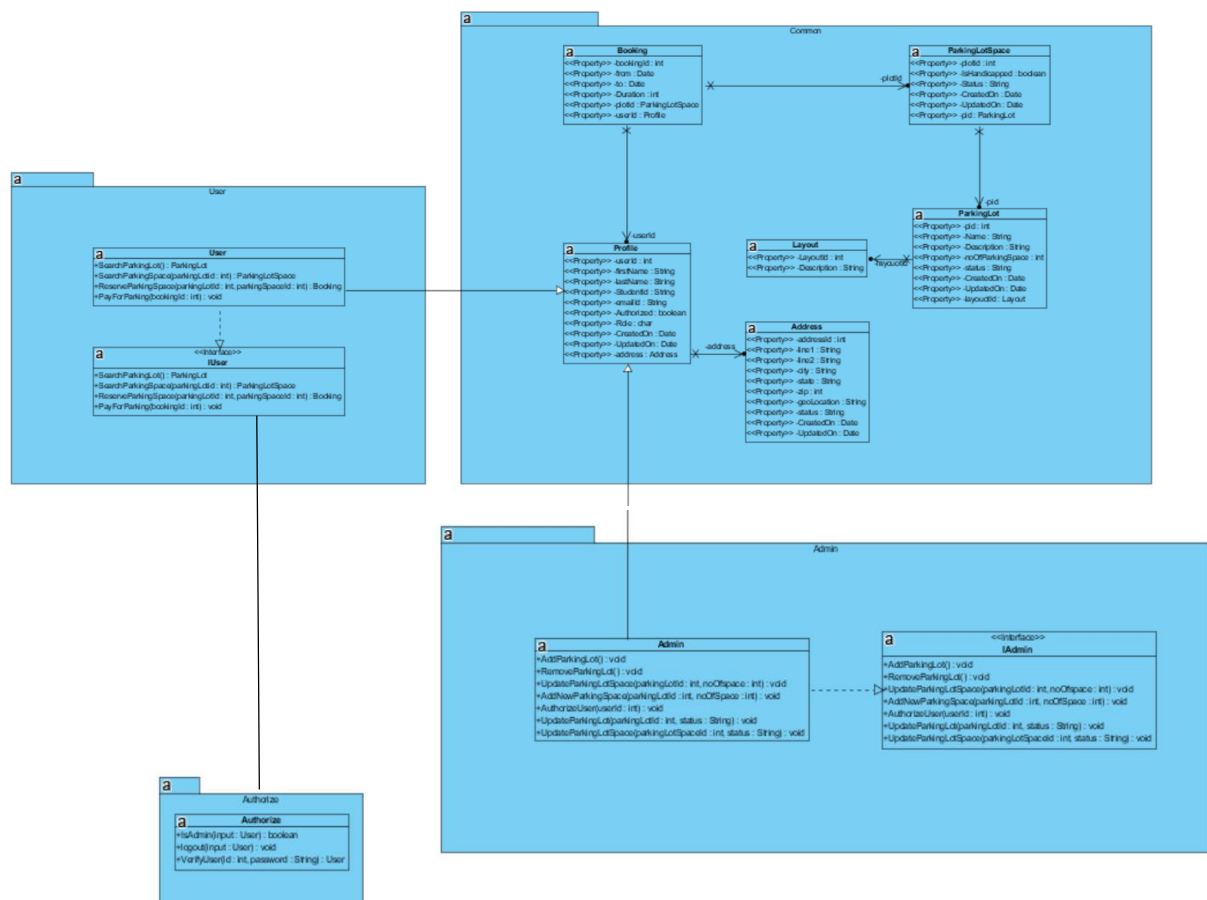 a
Common
a
Booking
<<Property>> -bookingId : int
<<Property>> -from : Date
<<Property>> -to : Date
<<Property>> -Duration : int
<<Property>> -plotId : ParkingLotSpace
<<Property>> -userId : Profile
-plotId
a
ParkingLotSpace
<<Property>> -plotId : int
<<Property>> -IsHandicapped : boolean
<<Property>> -Status : String
<<Property>> -CreatedOn : Date
<<Property>> -UpdatedOn : Date
<<Property>> -pid : ParkingLot
-userId
-pid
a
Profile
<<Property>> -userId : int
<<Property>> -firstName : String
<<Property>> -lastName : String
<<Property>> -StudentId : String
<<Property>> -emailId : String
<<Property>> -Authorized : boolean
<<Property>> -Role : char
<<Property>> -CreatedOn : Date
<<Property>> -UpdatedOn : Date
<<Property>> -address : Address
a
Layout
<<Property>> -LayoutId : int
<<Property>> -Description : String
a
ParkingLot
<<Property>> -pid : int
<<Property>> -Name : String
<<Property>> -Description : String
<<Property>> -noOfParkingSpace : int
<<Property>> -status : String
<<Property>> -CreatedOn : Date
<<Property>> -UpdatedOn : Date
<<Property>> -layoudtId : Layout
-address
a
Address
<<Property>> -addressId : int
<<Property>> -line1 : String
<<Property>> -line2 : String
<<Property>> -city : String
<<Property>> -state : String
<<Property>> -zip : int
<<Property>> -geoLocation : String
<<Property>> -status : String
<<Property>> -CreatedOn : Date
<<Property>> -UpdatedOn : Date
a
User
a
User
+SearchParkingLot() : ParkingLot
+SearchParkingSpace(parkingLotId : int) : ParkingLotSpace
+ReserveParkingSpace(parkingLotId : int, parkingSpaceId : int) : Booking
+PayForParking(bookingId : int) : void
a
<<Interface>>
IUser
+SearchParkingLot() : ParkingLot
+SearchParkingSpace(parkingLotId : int) : ParkingLotSpace
+ReserveParkingSpace(parkingLotId : int, parkingSpaceId : int) : Booking
+PayForParking(bookingId : int) : void
a
Admin
a
Admin
+AddParkingLot() : void
+RemoveParkingLot() : void
+UpdateParkingLotSpace(parkingLotId : int, noOfspace : int) : void
+AddNewParkingSpace(parkingLotId : int, noOfSpace : int) : void
+AuthorizeUser(userId : int) : void
+UpdateParkingLot(parkingLotId : int, status : String) : void
+UpdateParkingLotSpace(parkingLotSpaceId : int, status : String) : void
a
<<Interface>>
IAdmin
+AddParkingLot() : void
+RemoveParkingLot() : void
+UpdateParkingLotSpace(parkingLotId : int, noOfspace : int) : void
+AddNewParkingSpace(parkingLotId : int, noOfSpace : int) : void
+AuthorizeUser(userId : int) : void
+UpdateParkingLot(parkingLotId : int, status : String) : void
+UpdateParkingLotSpace(parkingLotSpaceId : int, status : String) : void
a
Authorize
a
Authorize
+IsAdmin(input : User) : boolean
+logout(input : User) : void
+VerifyUser(Id : int, password : String) : User